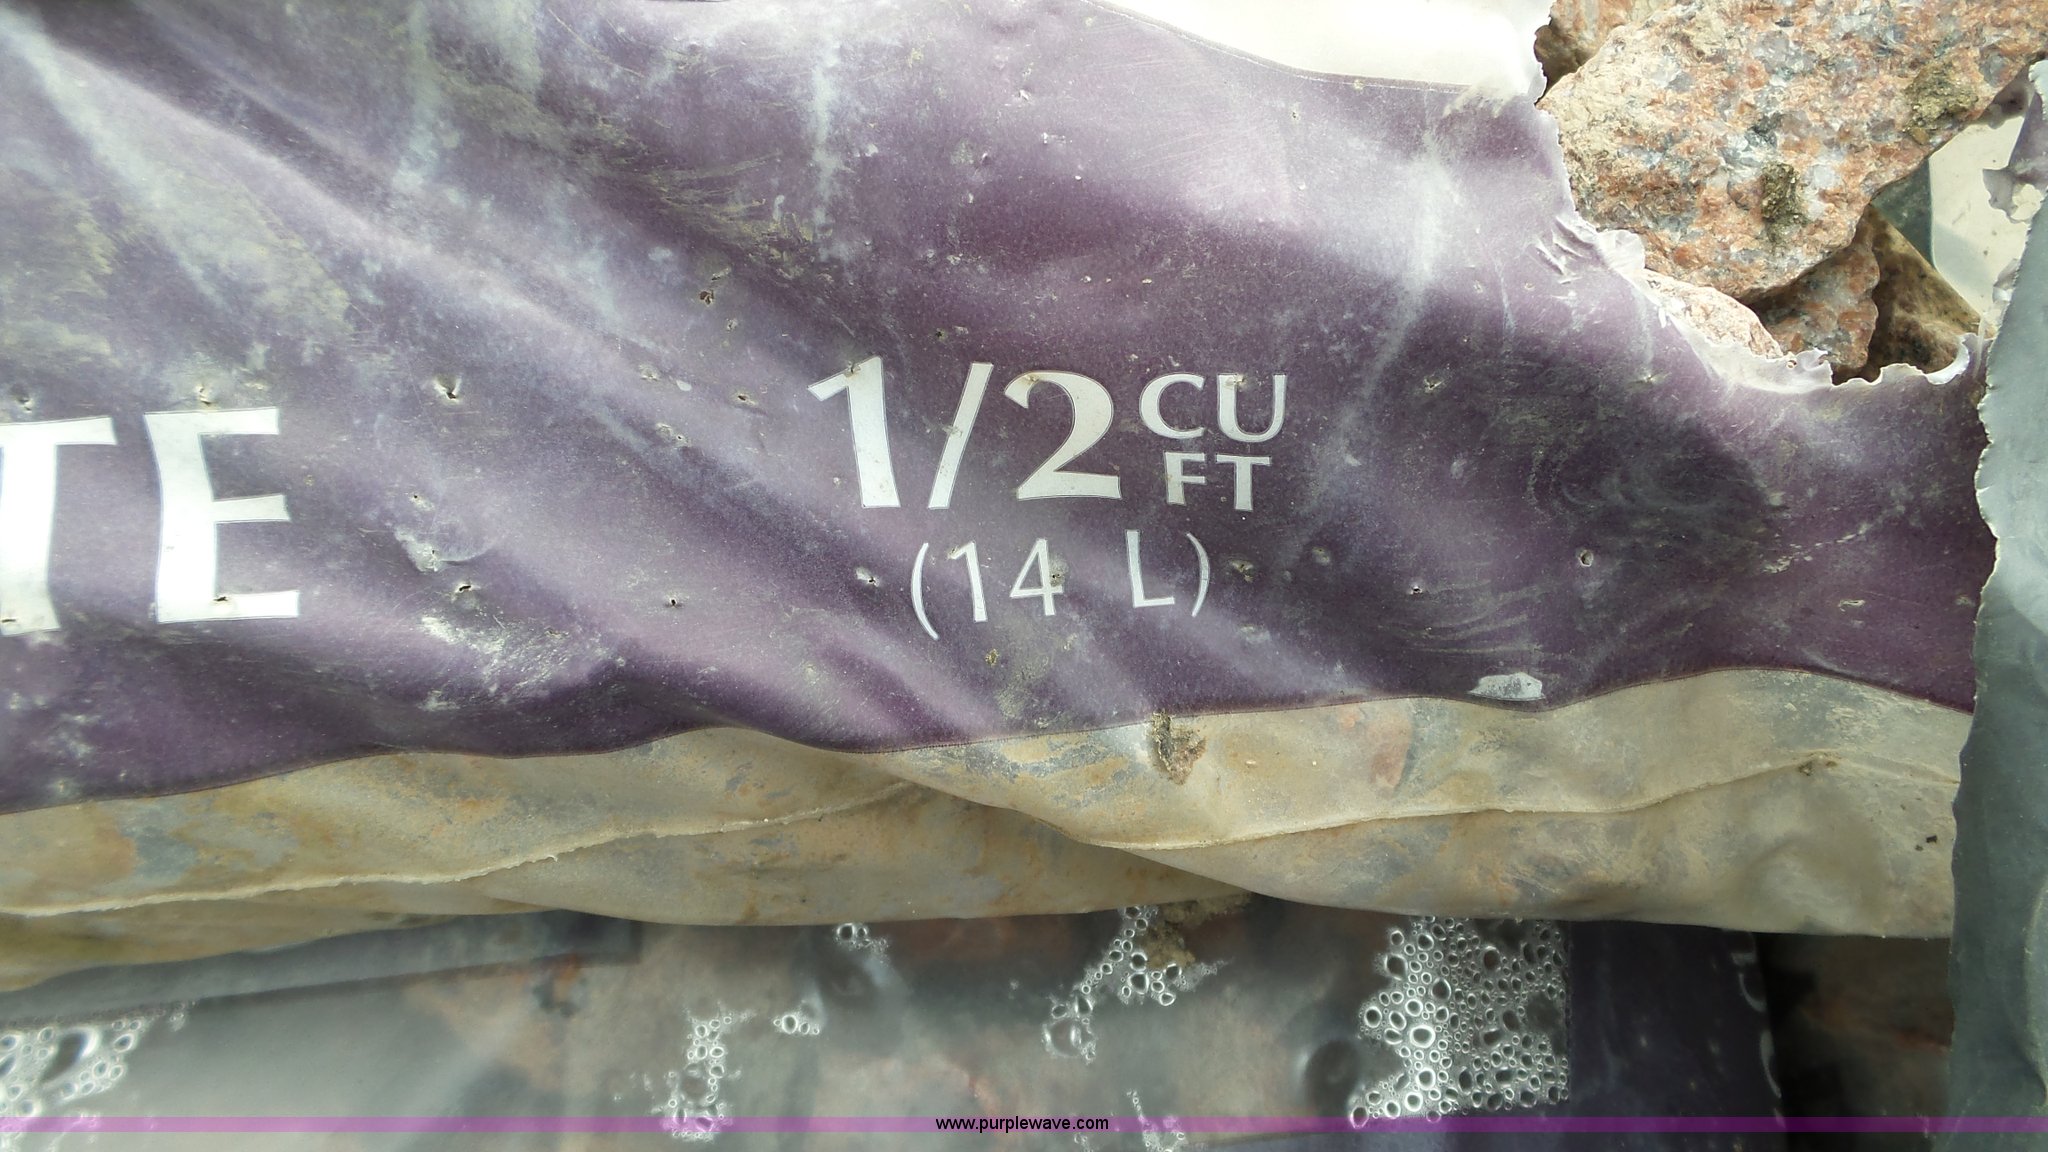 TE
1/2 CU FT
(14 L)
www.purplewave.com